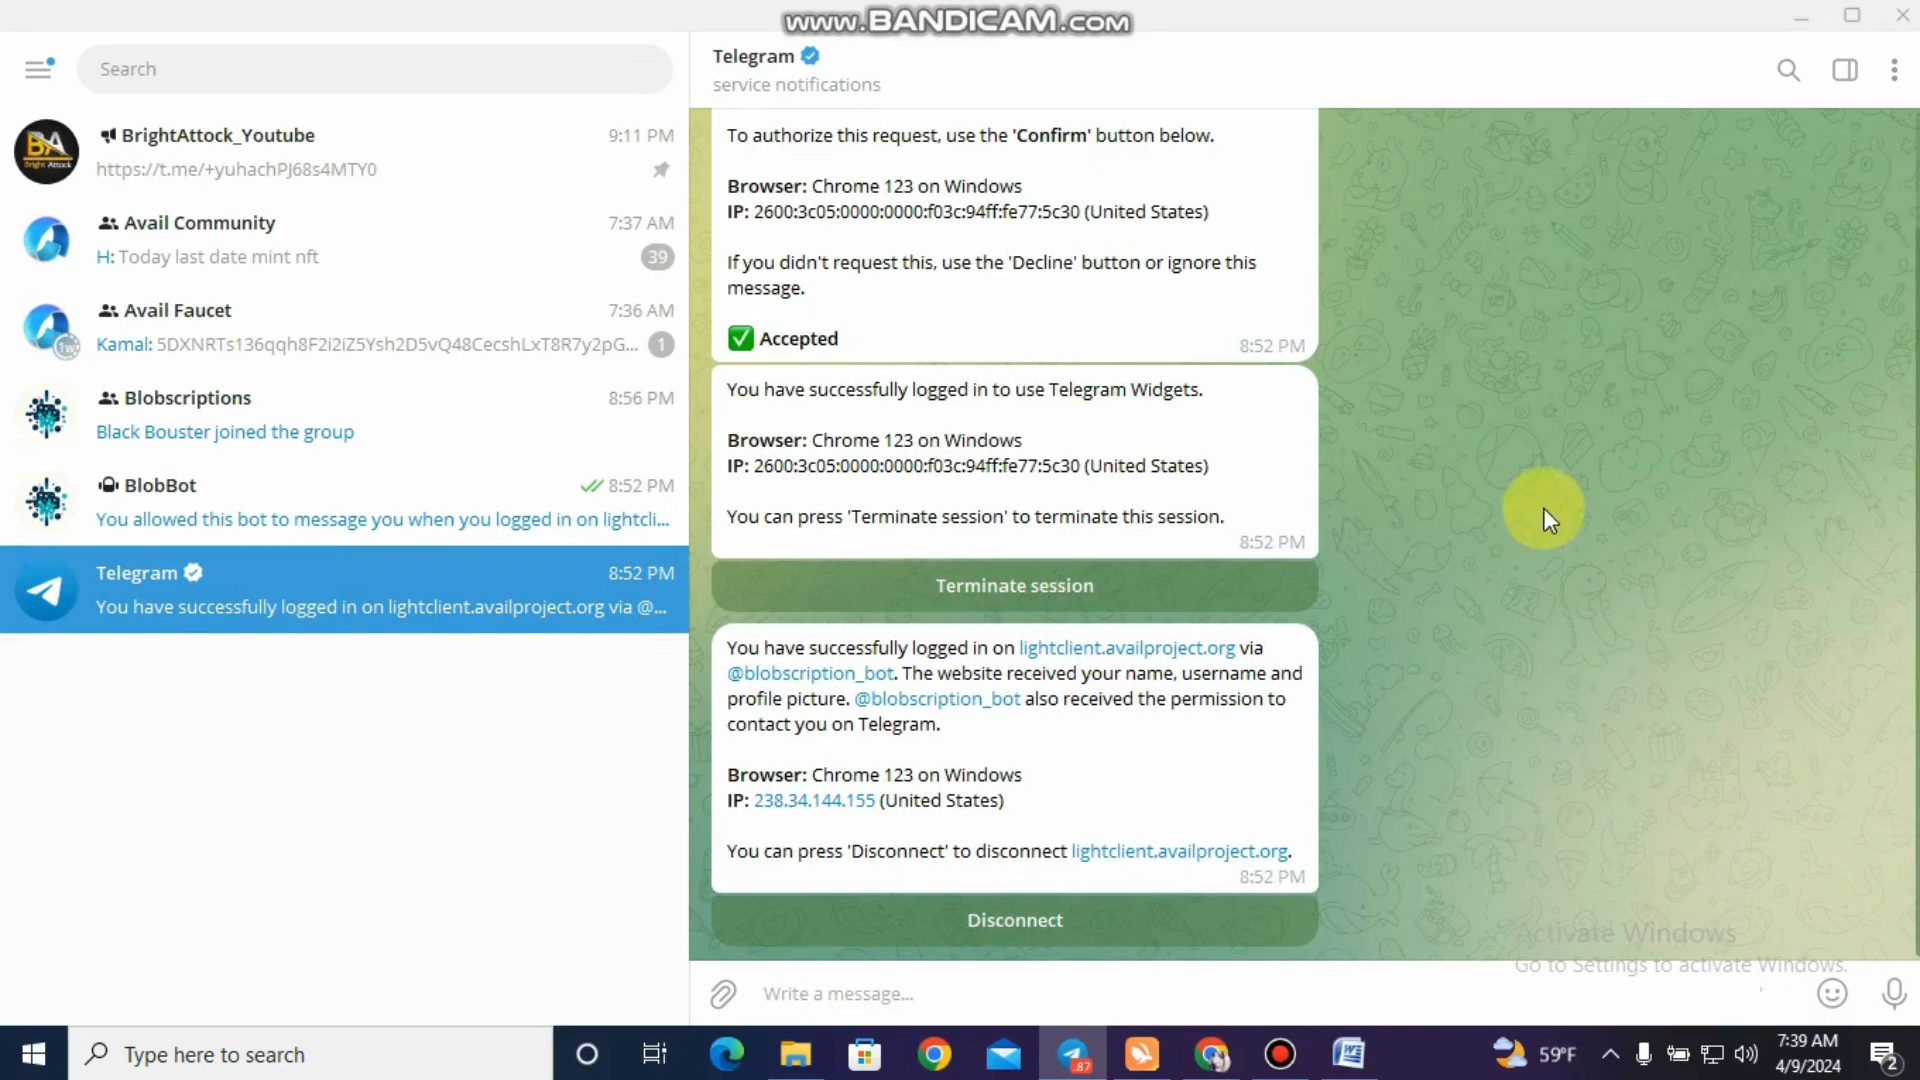 www.BANDICAM.com
Search
BrightAttock_Youtube
9:11 PM
https://t.me/+yuhachPJ68s4MTY0
Avail Community
7:37 AM
H: Today last date mint nft
39
Avail Faucet
7:36 AM
Kamal: 5DXNRTs136qqh8F2i2iZ5Ysh2D5vQ48CecshLxT8R7y2pG...
1
1w
Blobscriptions
8:56 PM
Black Bouster joined the group
BlobBot
8:52 PM
You allowed this bot to message you when you logged in on lightcli...
Telegram
8:52 PM
You have successfully logged in on lightclient.availproject.org via @...
BA
Bright Attock
Telegram
service notifications
To authorize this request, use the 'Confirm' button below.
Browser: Chrome 123 on Windows
IP: 2600:3c05:0000:0000:f03c:94ff:fe77:5c30 (United States)
If you didn't request this, use the 'Decline' button or ignore this
message.
Accepted
8:52 PM
You have successfully logged in to use Telegram Widgets.
Browser: Chrome 123 on Windows
IP: 2600:3c05:0000:0000:f03c:94ff:fe77:5c30 (United States)
You can press 'Terminate session' to terminate this session.
8:52 PM
Terminate session
You have successfully logged in on lightclient.availproject.org via
@blobscription_bot. The website received your name, username and
profile picture. @blobscription_bot also received the permission to
contact you on Telegram.
Browser: Chrome 123 on Windows
IP: 238.34.144.155 (United States)
You can press 'Disconnect' to disconnect lightclient.availproject.org.
8:52 PM
Disconnect
Activate Windows
Go to Settings to activate Windows.
Write a message...
Type here to search
.87
59°F
7:39 AM
4/9/2024
2